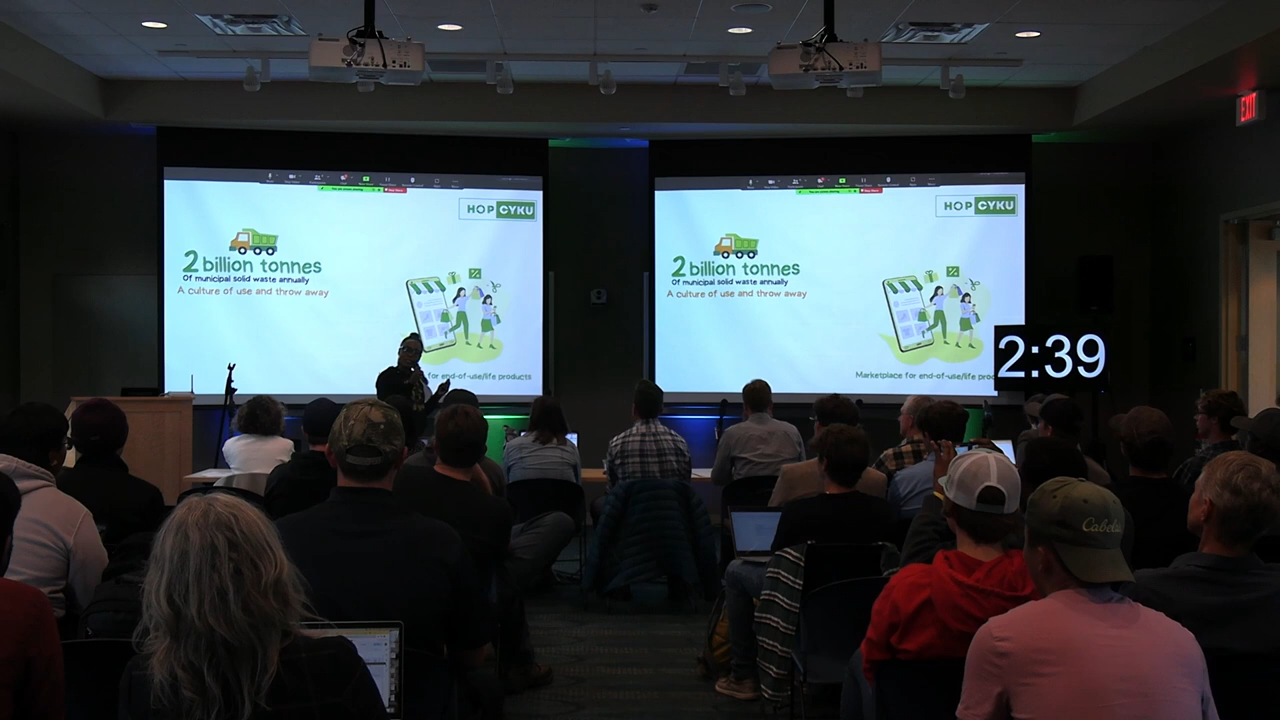 HOP CYKU
2 billion tonnes
Of municipal solid waste annually
A culture of use and throw away
for end-of-use/life products
HOP CYKU
2 billion tonnes
Of municipal solid waste annually
A culture of use and throw away
Marketplace for end-of-use/life pro
2:39
EXIT
Cabela